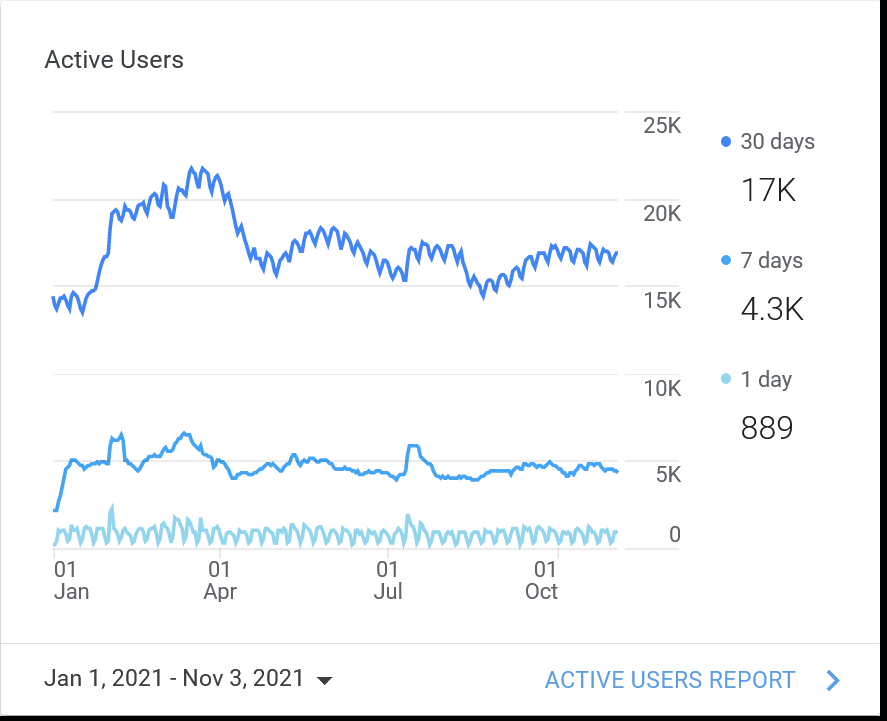 Active Users
25K
20K
15K
10K
5K
0
01 Jan
01 Apr
01 Jul
01 Oct
30 days
17K
7 days
4.3K
1 day
889
Jan 1, 2021 - Nov 3, 2021
ACTIVE USERS REPORT